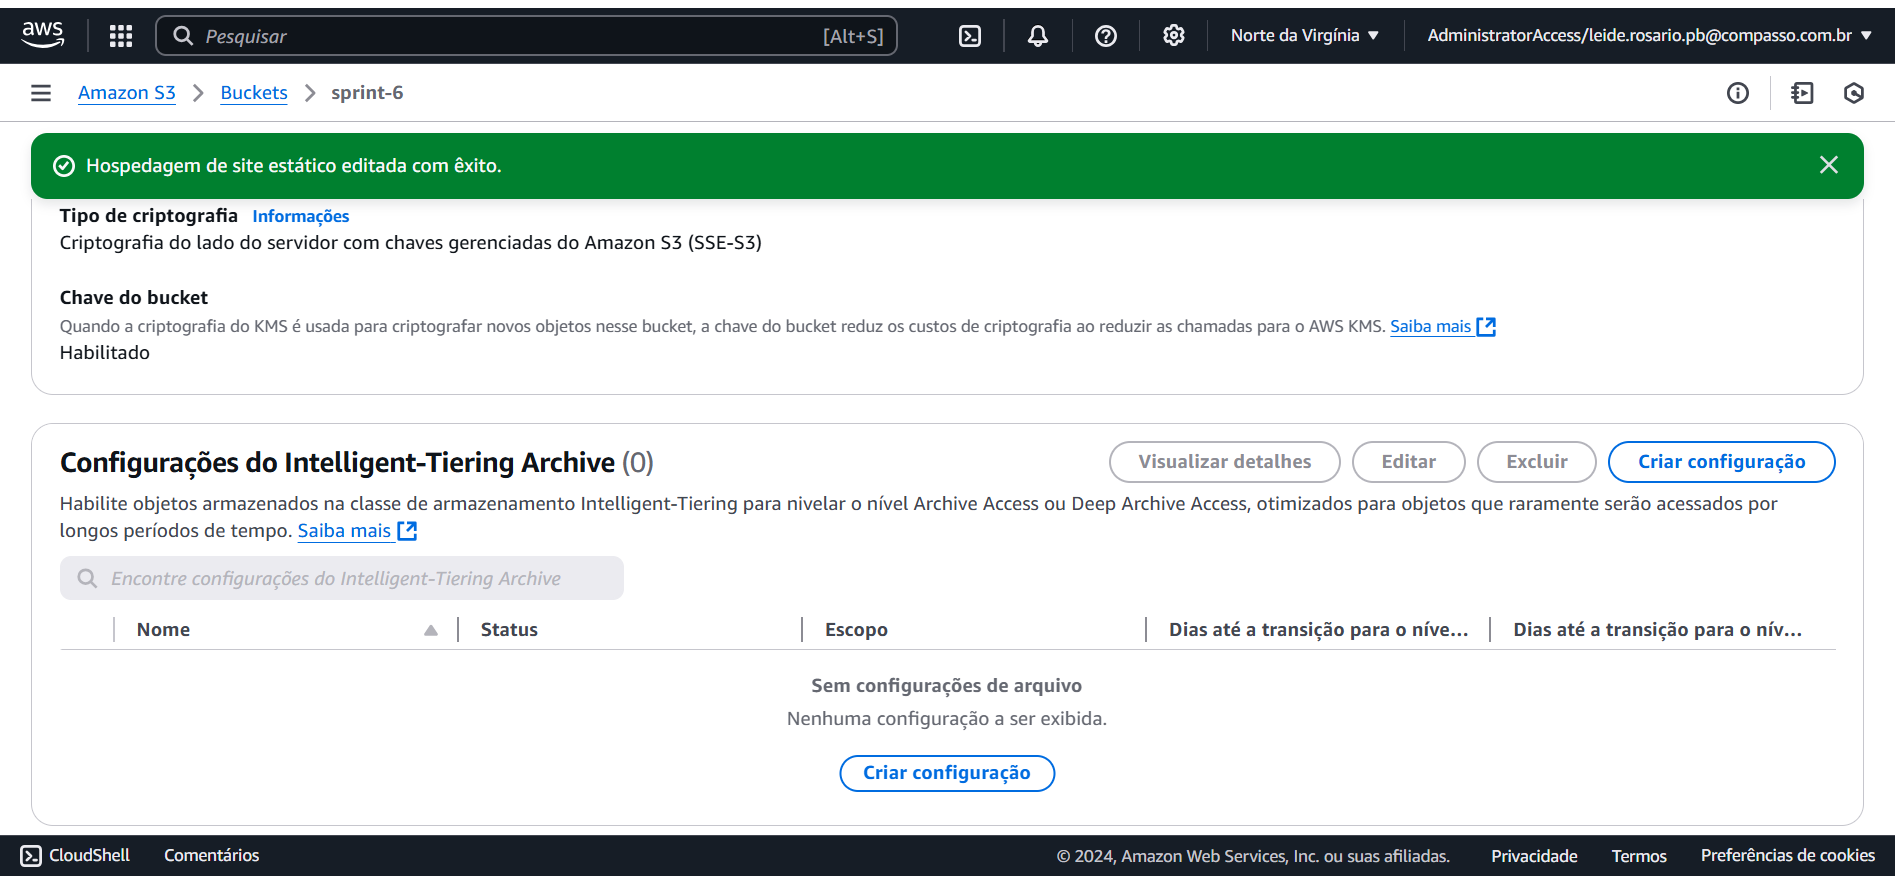 aws
Pesquisar [Alt+S]
Norte da Virgínia
AdministratorAccess/leide.rosario.pb@compasso.com.br
Amazon S3 > Buckets > sprint-6
Hospedagem de site estático editada com êxito.
Tipo de criptografia Informações
Criptografia do lado do servidor com chaves gerenciadas do Amazon S3 (SSE-S3)
Chave do bucket
Quando a criptografia do KMS é usada para criptografar novos objetos nesse bucket, a chave do bucket reduz os custos de criptografia ao reduzir as chamadas para o AWS KMS. Saiba mais
Habilitado
Configurações do Intelligent-Tiering Archive (0)
Visualizar detalhes
Editar
Excluir
Criar configuração
Habilite objetos armazenados na classe de armazenamento Intelligent-Tiering para nivelar o nível Archive Access ou Deep Archive Access, otimizados para objetos que raramente serão acessados por
longos períodos de tempo. Saiba mais
Encontre configurações do Intelligent-Tiering Archive
Nome Status Escopo Dias até a transição para o níve... Dias até a transição para o nív...
Sem configurações de arquivo
Nenhuma configuração a ser exibida.
Criar configuração
CloudShell Comentários © 2024, Amazon Web Services, Inc. ou suas afiliadas. Privacidade Termos Preferências de cookies